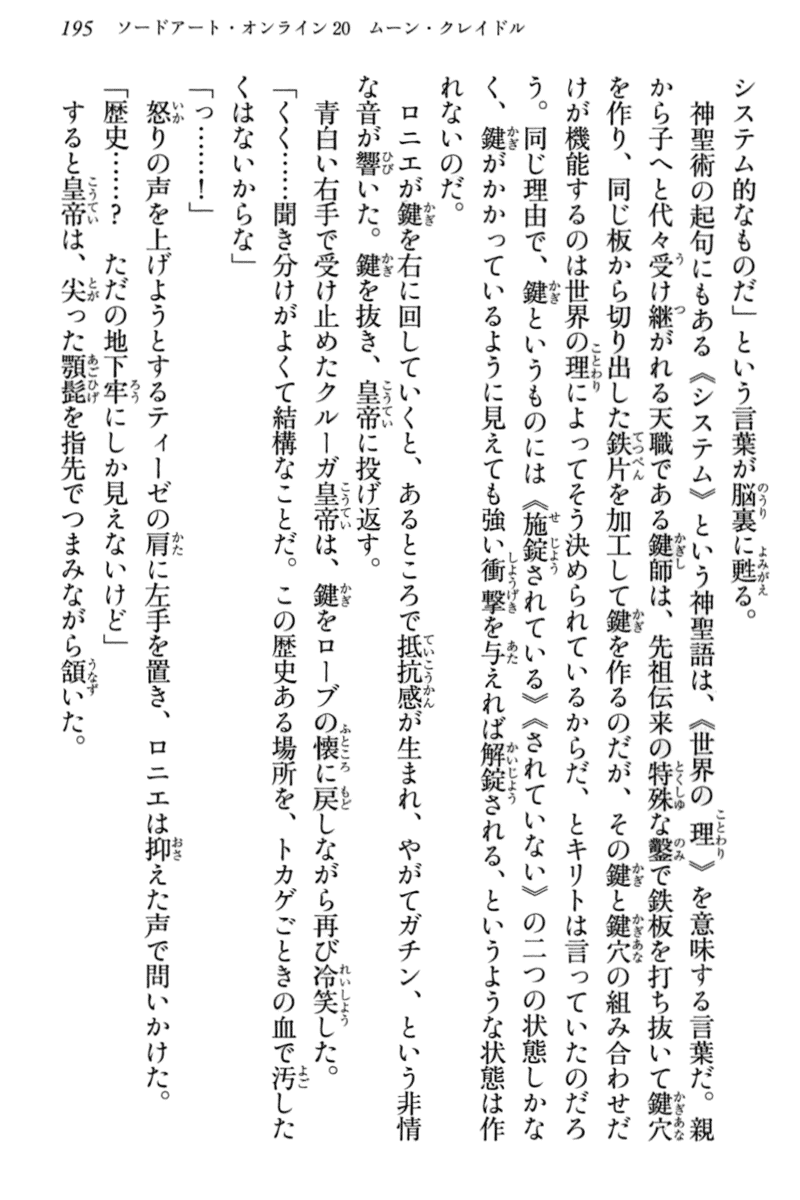 195　ソードアート・オンライン20　ムーン・クレイドル
システム的なものだ」という言葉が脳裏に甦る。
　神聖術の起句にもある《システム》という神聖語は、《世界の理》を意味する言葉だ。親
から子へと代々受け継がれる天職である鍵師は、先祖伝来の特殊な鑿で鉄板を打ち抜いて鍵穴
を作り、同じ板から切り出した鉄片を加工して鍵を作るのだが、その鍵と鍵穴の組み合わせだ
けが機能するのは世界の理によってそう決められているからだ、とキリトは言っていたのだろ
う。同じ理由で、鍵というものには《施錠されている》《されていない》の二つの状態しかな
く、鍵がかかっているように見えても強い衝撃を与えれば解錠される、というような状態は作
れないのだ。
　ロニエが鍵を右に回していくと、あるところで抵抗感が生まれ、やがてガチン、という非情
な音が響いた。鍵を抜き、皇帝に投げ返す。
　青白い右手で受け止めたクルーガ皇帝は、鍵をローブの懐に戻しながら再び冷笑した。
「くく……聞き分けがよくて結構なことだ。この歴史ある場所を、トカゲごときの血で汚した
くはないからな」
「っ……！」
　怒りの声を上げようとするティーゼの肩に左手を置き、ロニエは抑えた声で問いかけた。
「歴史……？　ただの地下牢にしか見えないけど」
　すると皇帝は、尖った顎髭を指先でつまみながら頷いた。